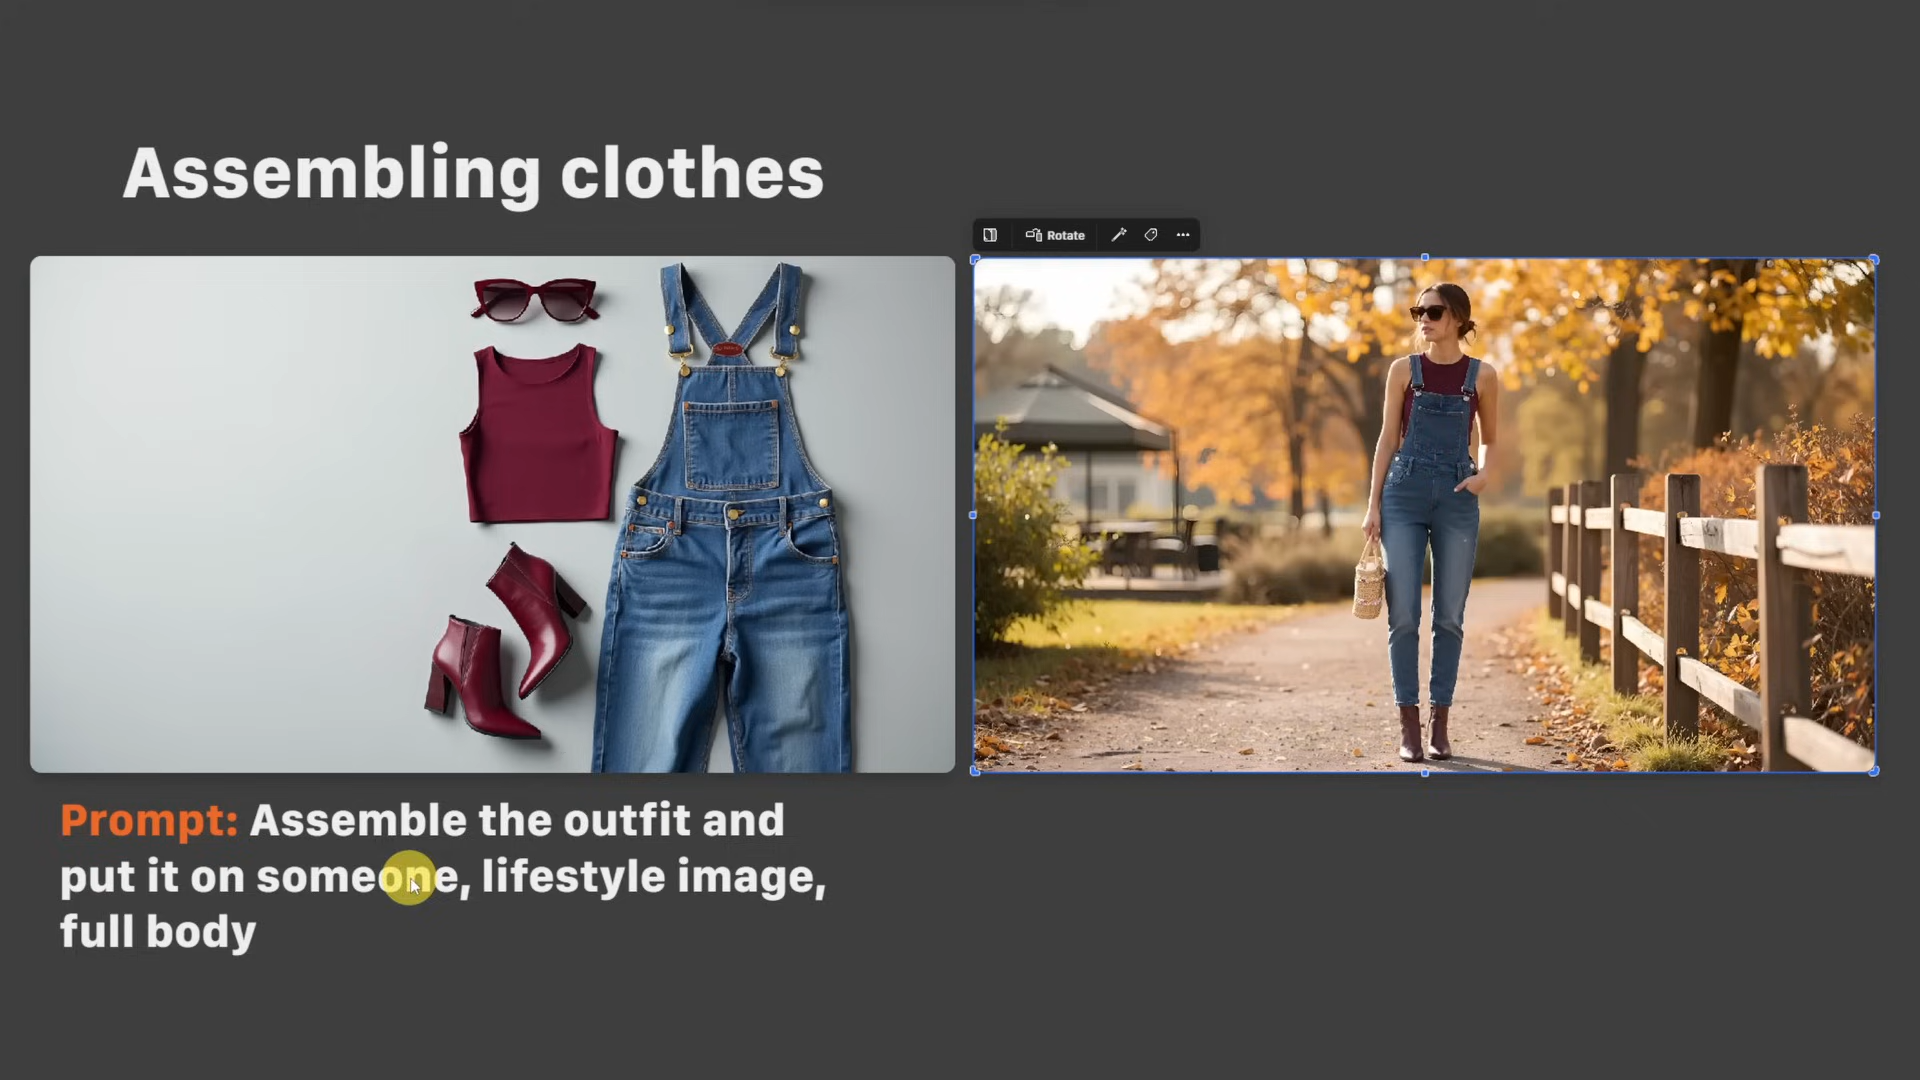 Assembling clothes
Rotate
Prompt: Assemble the outfit and
put it on someone, lifestyle image,
full body